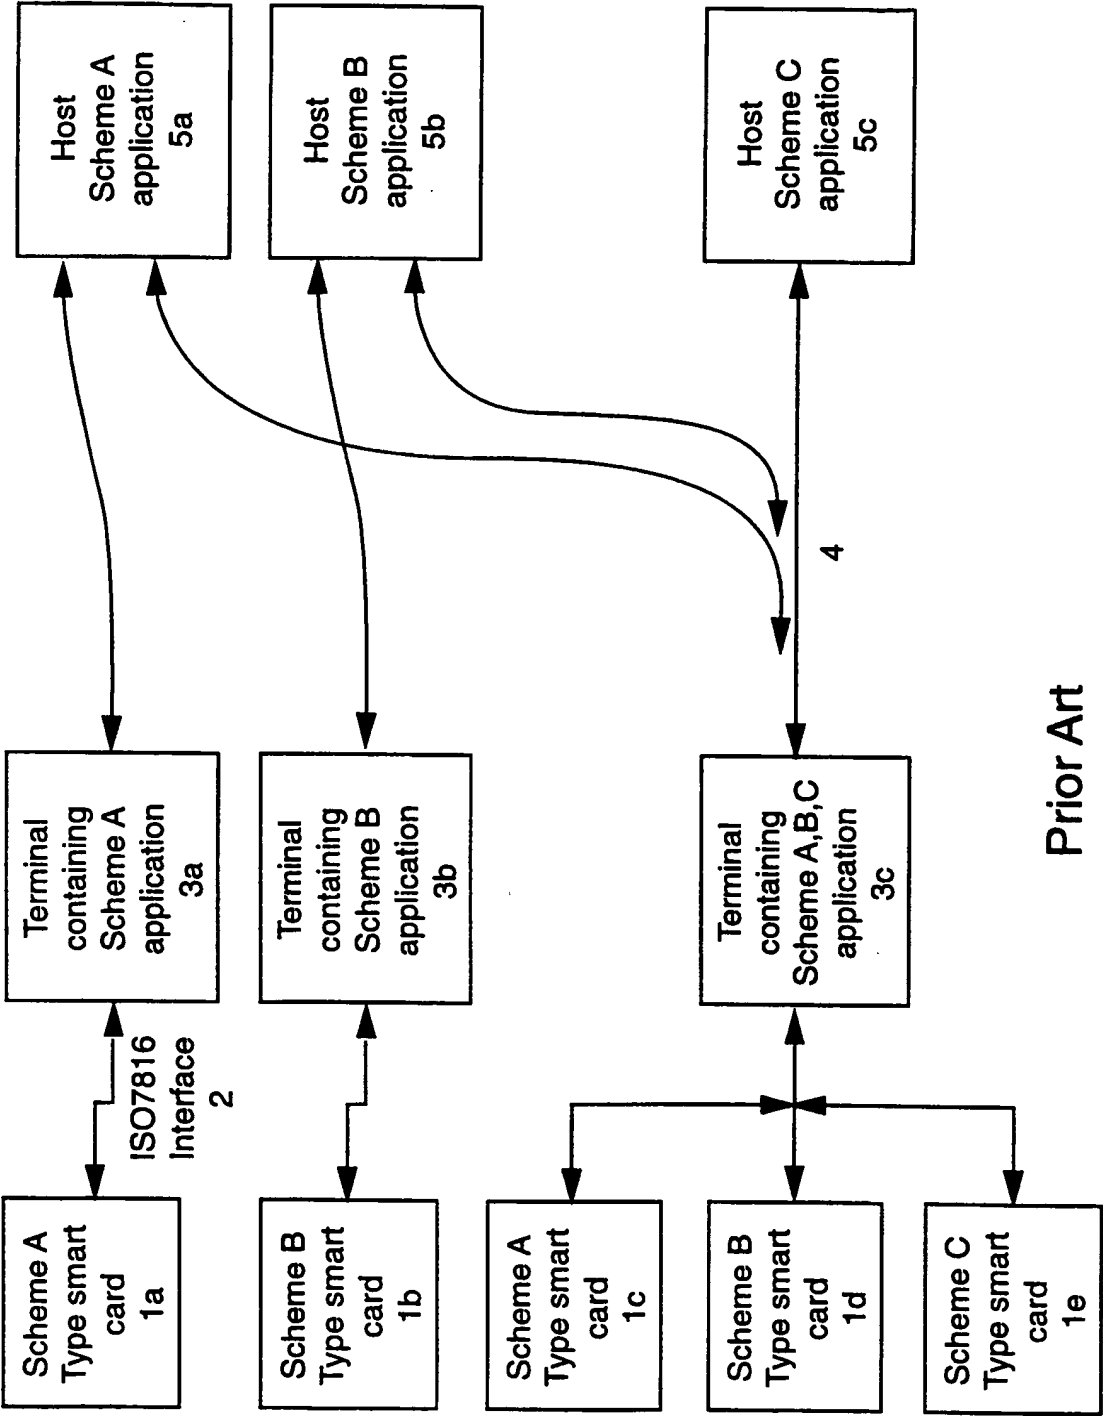 Scheme A
Type smart
card
1a
ISO7816
Interface
2
Terminal
containing
Scheme A
application
3a
Host
Scheme A
application
5a
Scheme B
Type smart
card
1b
Terminal
containing
Scheme B
application
3b
Host
Scheme B
application
5b
Scheme A
Type smart
card
1c
Scheme B
Type smart
card
1d
Scheme C
Type smart
card
1e
Terminal
containing
Scheme A,B,C
application
3c
4
Host
Scheme C
application
5c
Prior Art